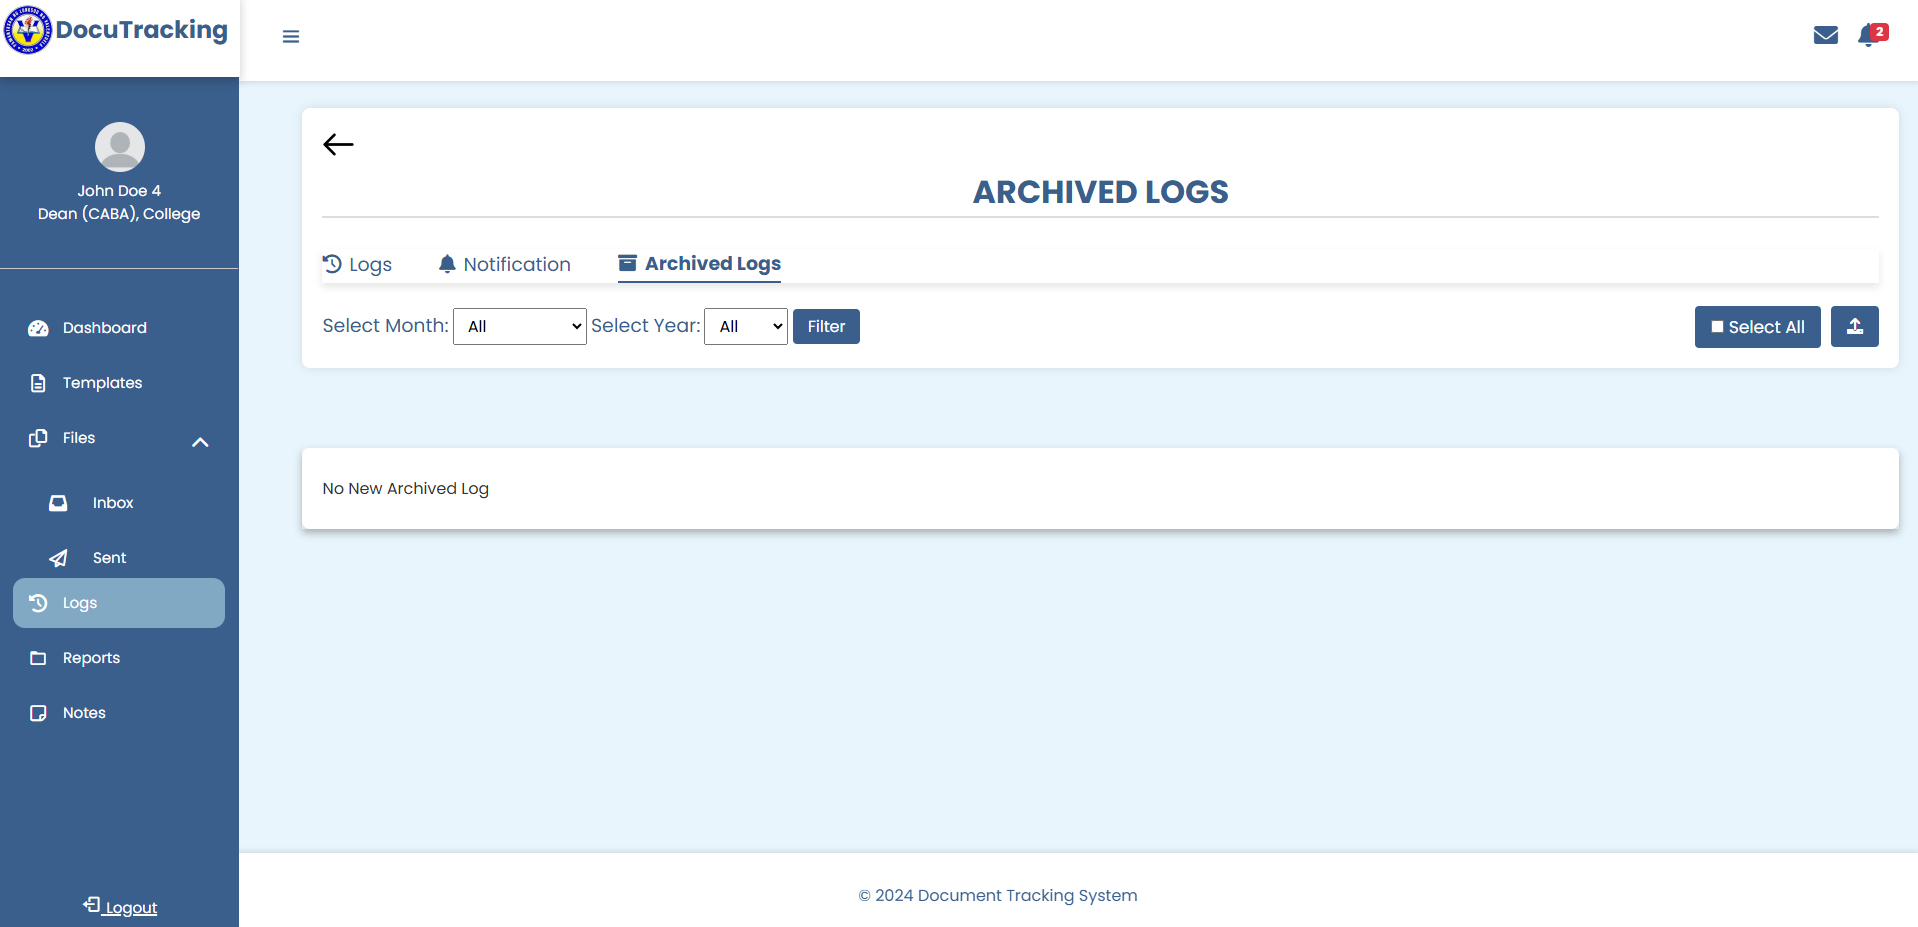 DocuTracking
2
John Doe 4
Dean (CABA), College
Dashboard
Templates
Files
Inbox
Sent
Logs
Reports
Notes
Logout
ARCHIVED LOGS
Logs
Notification
Archived Logs
Select Month: All Select Year: All Filter
Select All
No New Archived Log
© 2024 Document Tracking System